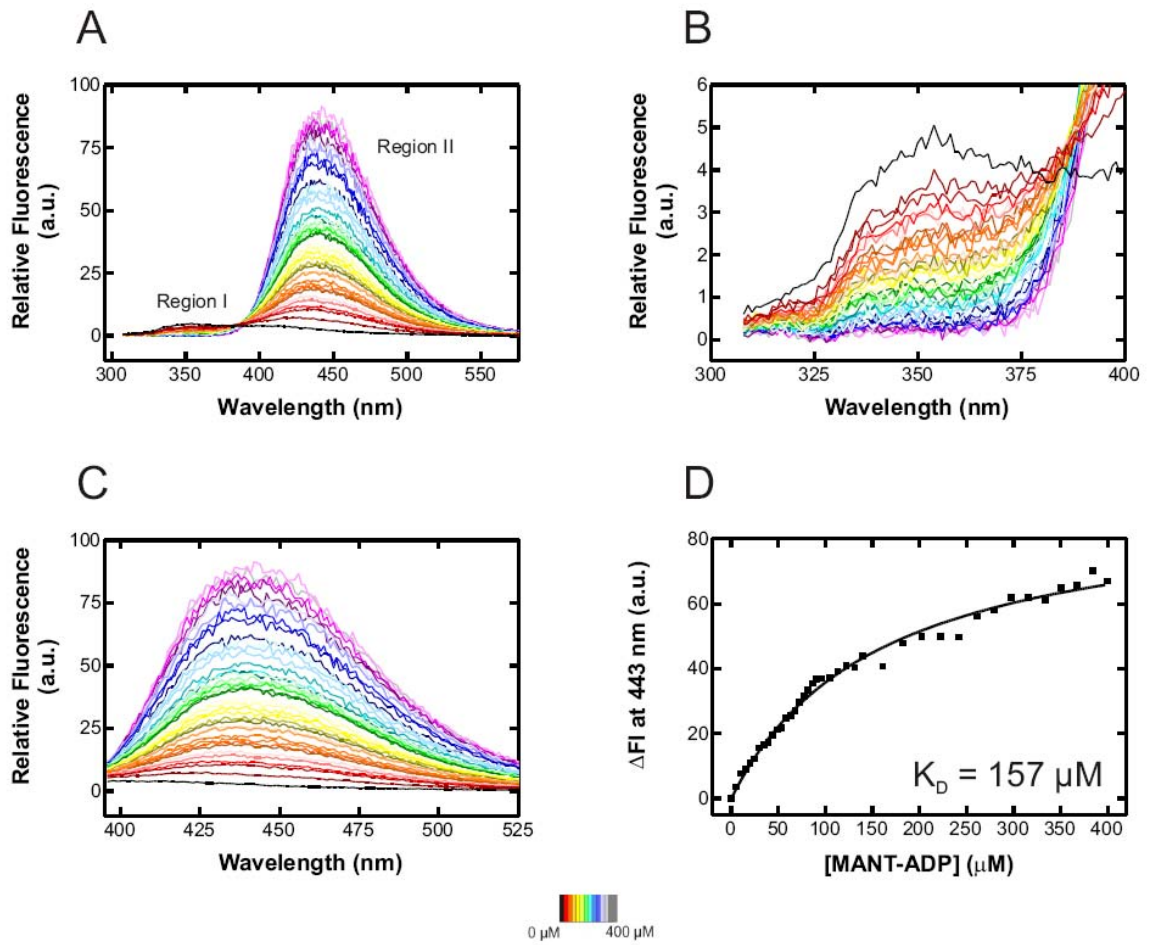 A
Relative Fluorescence
(a.u.)
100
75
50
25
0
Region I
Region II
300 350 400 450 500 550
Wavelength (nm)
B
Relative Fluorescence
(a.u.)
6
5
4
3
2
1
0
300 325 350 375 400
Wavelength (nm)
C
Relative Fluorescence
(a.u.)
100
75
50
25
0
400 425 450 475 500 525
Wavelength (nm)
D
ΔFI at 443 nm (a.u.)
80
60
40
20
0
K_D = 157 μM
0 50 100 150 200 250 300 350 400
[MANT-ADP] (μM)
0 μM 400 μM